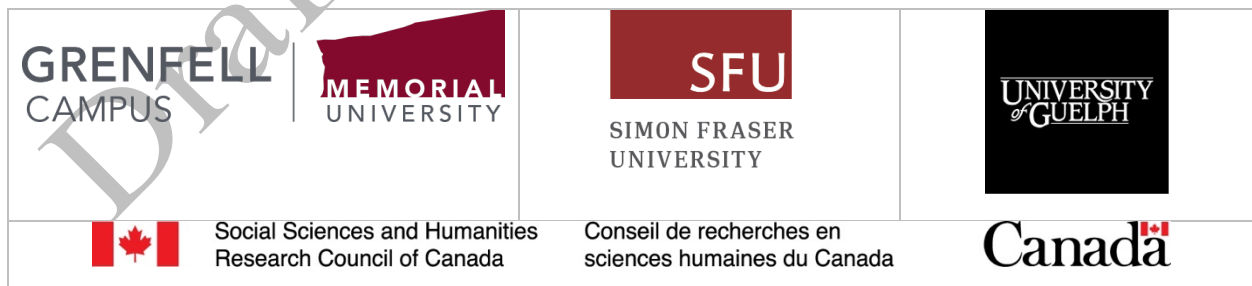 GRENFELL
CAMPUS
MEMORIAL
UNIVERSITY
SFU
SIMON FRASER
UNIVERSITY
UNIVERSITY
of GUELPH
Social Sciences and Humanities
Research Council of Canada
Conseil de recherches en
sciences humaines du Canada
Canada